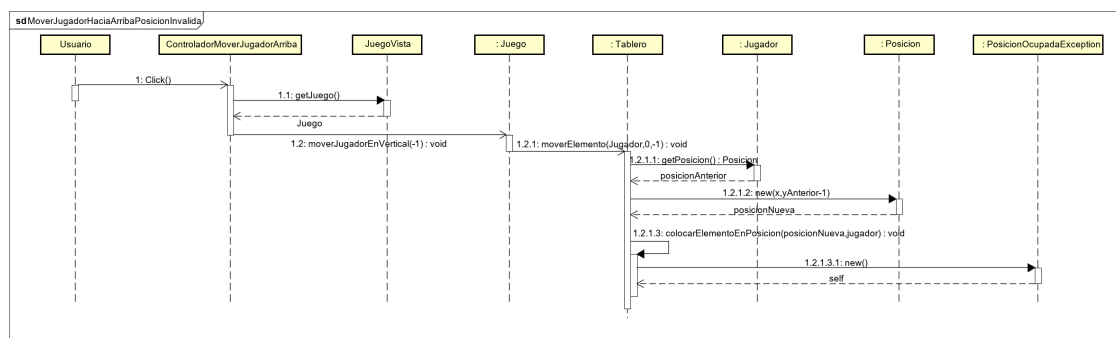 sd MoverJugadorHaciaArribaPosicionInvalida
Usuario
ControladorMoverJugadorArriba
JuegoVista
: Juego
: Tablero
: Jugador
: Posicion
: PosicionOcupadaException
1: Click()
1.1: getJuego()
Juego
1.2: moverJugadorEnVertical(-1) : void
1.2.1: moverElemento(Jugador,0,-1) : void
1.2.1.1: getPosicion() : Posicion
posicionAnterior
1.2.1.2: new(x,yAnterior-1)
posicionNueva
1.2.1.3: colocarElementoEnPosicion(posicionNueva,jugador) : void
1.2.1.3.1: new()
self